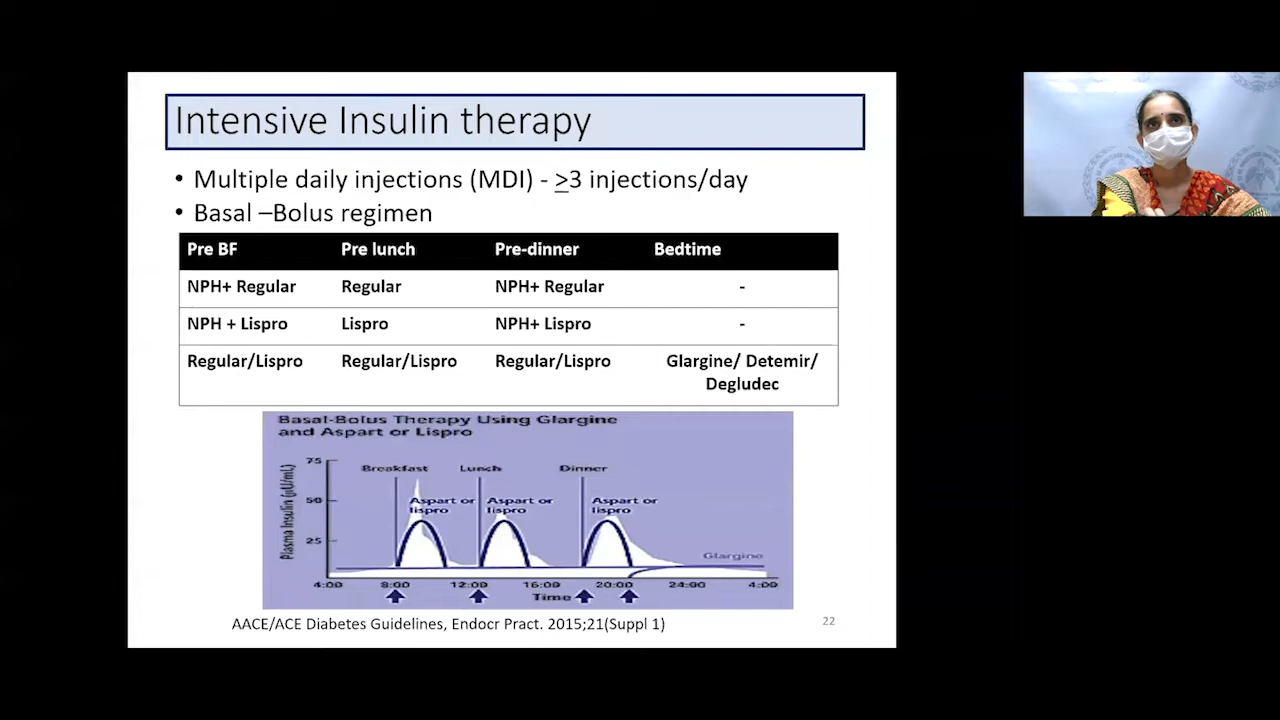 Intensive Insulin therapy
• Multiple daily injections (MDI) - ≥3 injections/day
• Basal –Bolus regimen
Pre BF Pre lunch Pre-dinner Bedtime
NPH+ Regular Regular NPH+ Regular -
NPH + Lispro Lispro NPH+ Lispro -
Regular/Lispro Regular/Lispro Regular/Lispro Glargine/ Detemir/
Degludec
Basal-Bolus Therapy Using Glargine
and Aspart or Lispro
75
Breakfast Lunch Dinner
50
Aspart or Aspart or Aspart or
lispro lispro lispro
Plasma Insulin (µU/mL)
25
Glargine
4:00 8:00 12:00 16:00 20:00 24:00 4:00
Time
AACE/ACE Diabetes Guidelines, Endocr Pract. 2015;21(Suppl 1)
22